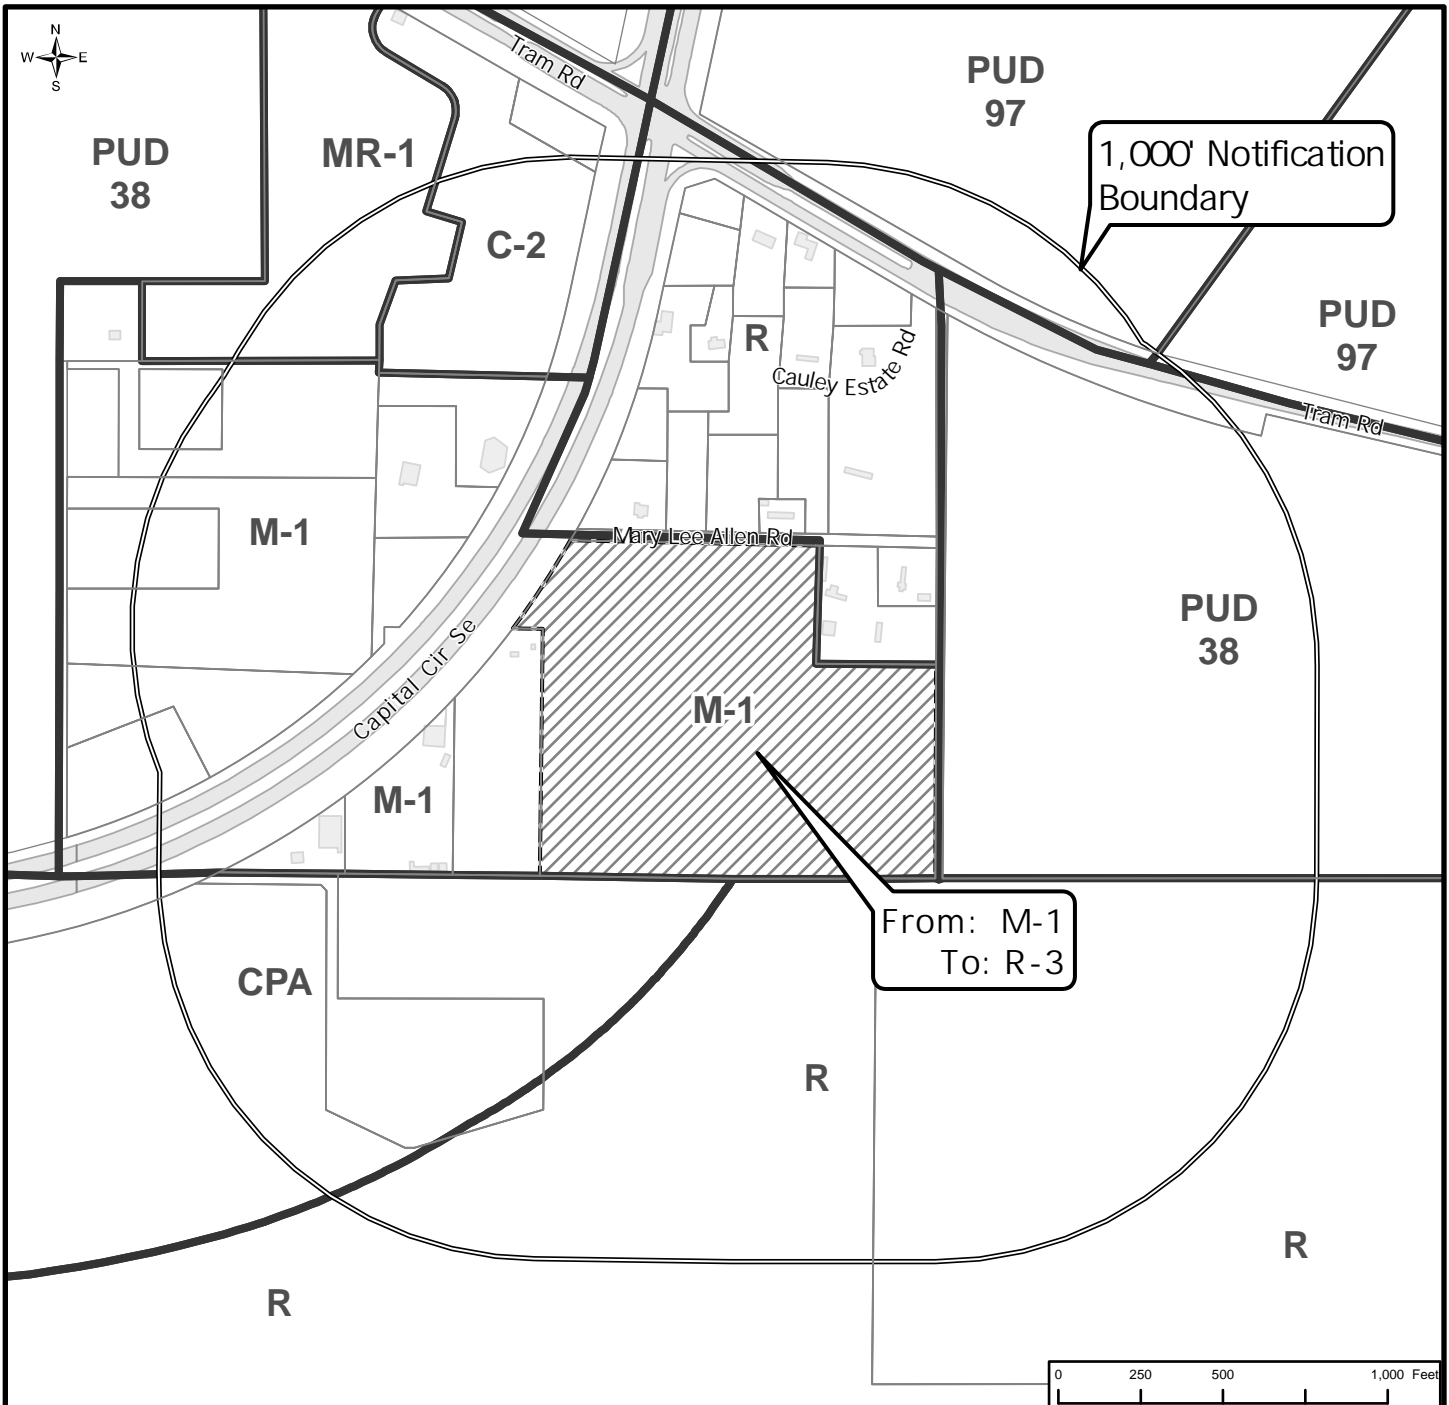 N
W E
S
Tram Rd
PUD
97
PUD
38
MR-1
1,000' Notification
Boundary
C-2
PUD
97
R
Cauley Estate Rd
Tram Rd
M-1
Mary Lee Allen Rd
PUD
38
Capital Cir Se
M-1
M-1
From: M-1
To: R-3
CPA
R
R
R
0 250 500 1,000 Feet